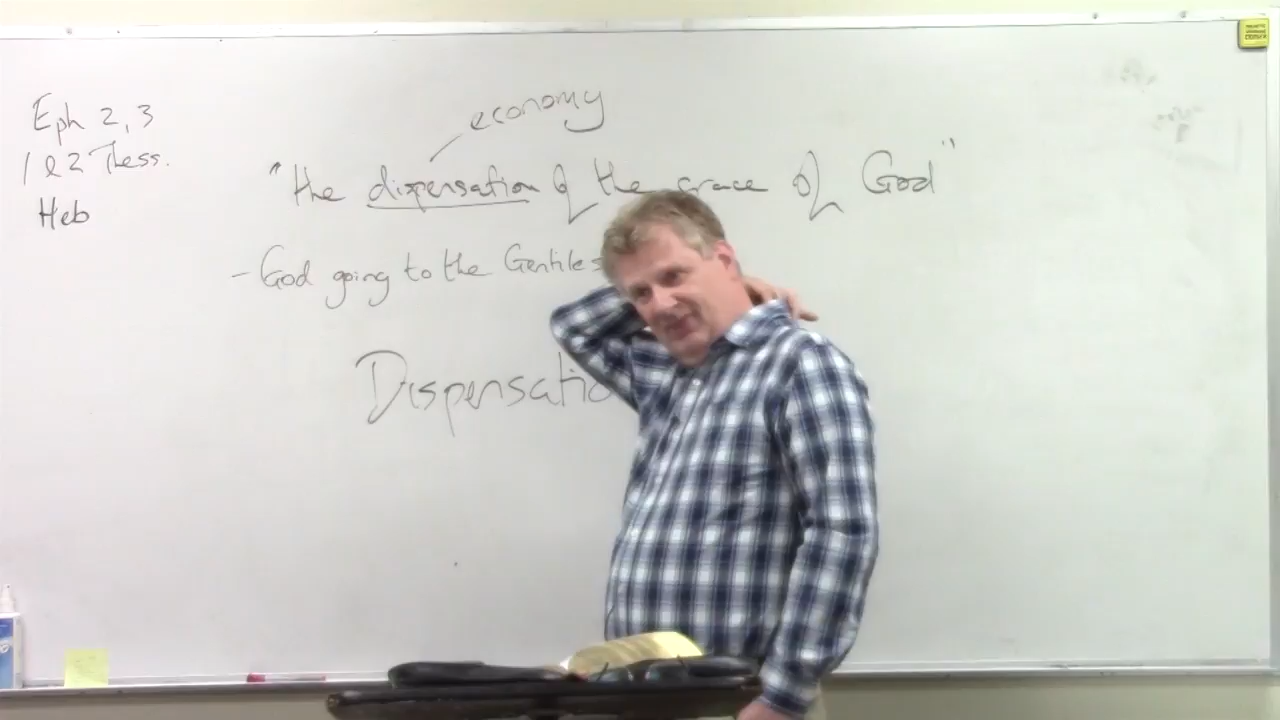 Eph 2, 3
1 & 2 Thess.
Heb
economy
"the dispensation of the grace of God"
- God going to the Gentiles
Dispensatio